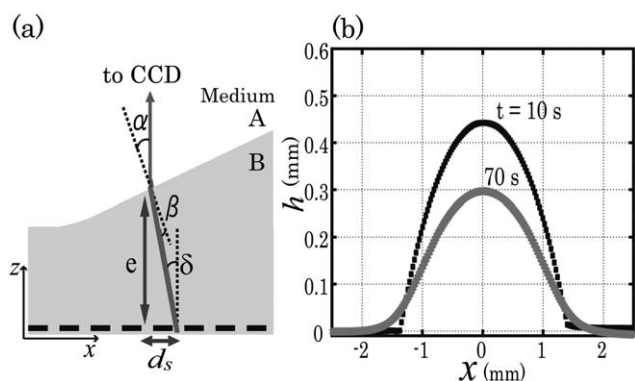 (a)
to CCD
Medium
A
B
α
β
δ
e
z
x
d_s
(b)
h (mm)
0.6
0.5
0.4
0.3
0.2
0.1
0
t = 10 s
70 s
-2 -1 0 1 2
x (mm)